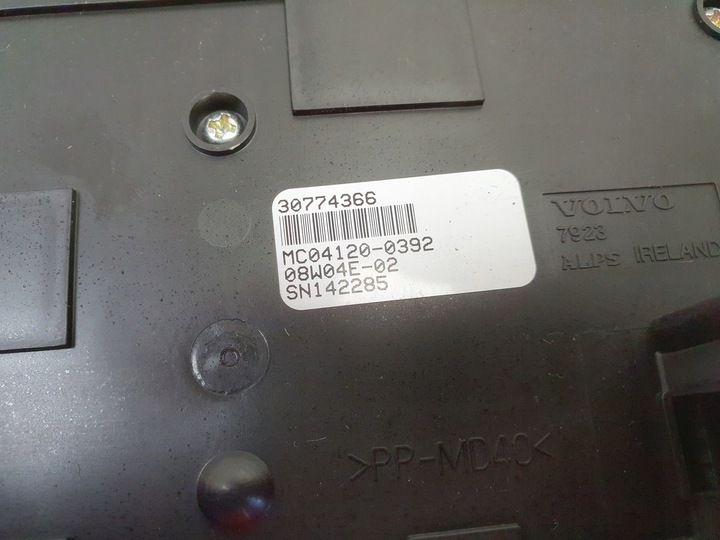 30774366
MC04120-0392
08W04E-02
SN142285
VOLVO
7923
ALPS IRELAND
>PP-MD40<